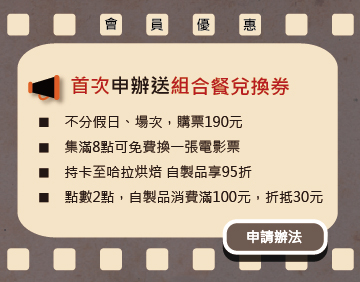 會員優惠
首次申辦送組合餐兌換券
■ 不分假日、場次，購票190元
■ 集滿8點可免費換一張電影票
■ 持卡至哈拉烘焙 自製品享95折
■ 點數2點，自製品消費滿100元，折抵30元
申請辦法